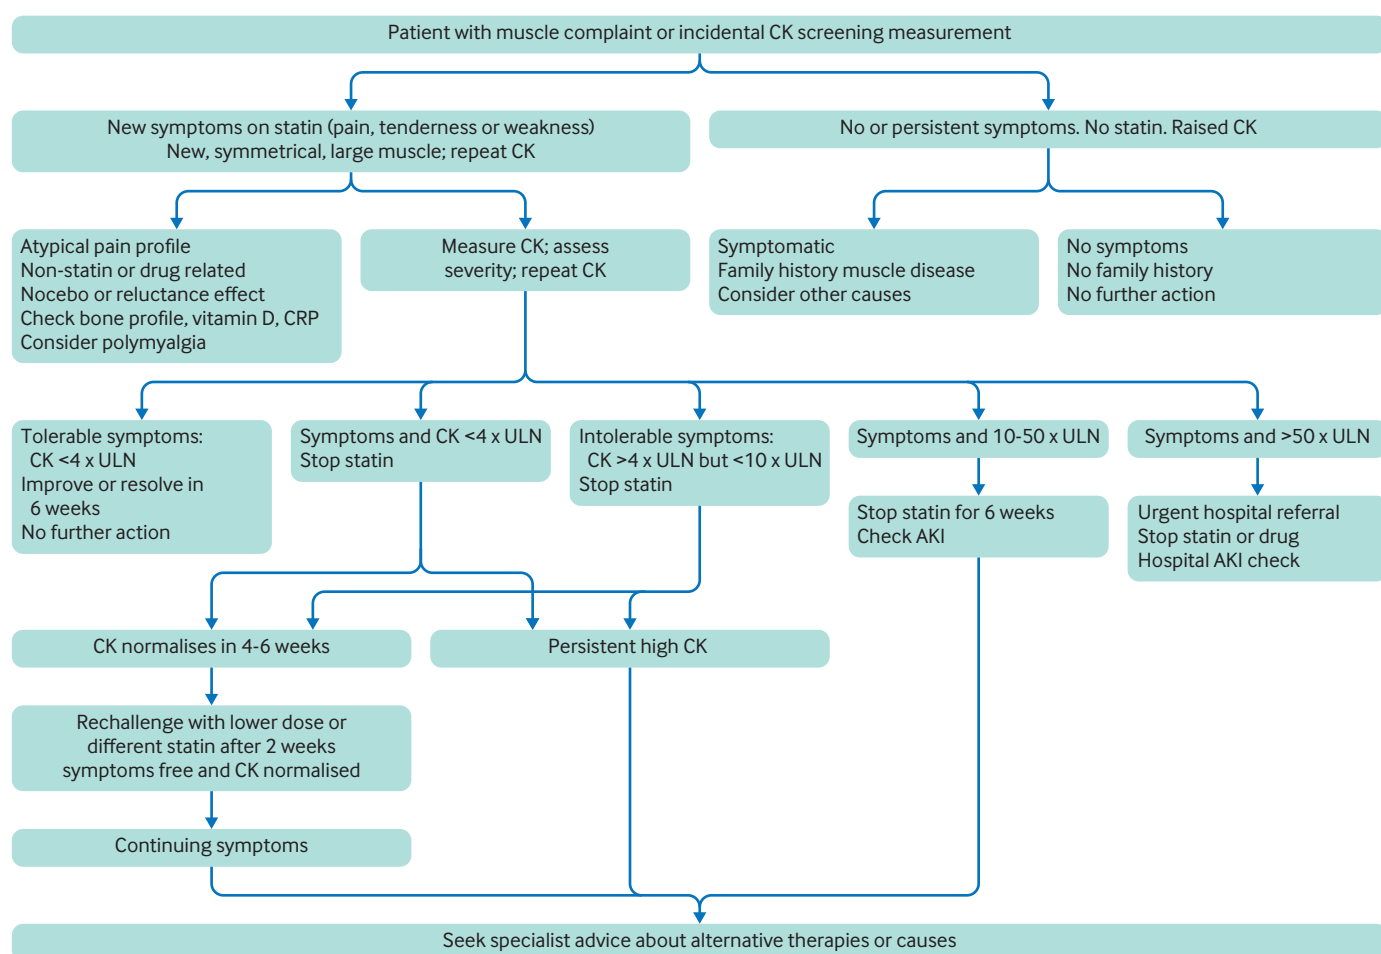 Patient with muscle complaint or incidental CK screening measurement
New symptoms on statin (pain, tenderness or weakness)
New, symmetrical, large muscle; repeat CK
No or persistent symptoms. No statin. Raised CK
Atypical pain profile
Non-statin or drug related
Nocebo or reluctance effect
Check bone profile, vitamin D, CRP
Consider polymyalgia
Measure CK; assess
severity; repeat CK
Symptomatic
Family history muscle disease
Consider other causes
No symptoms
No family history
No further action
Tolerable symptoms:
CK <4 x ULN
Improve or resolve in
6 weeks
No further action
Symptoms and CK <4 x ULN
Stop statin
Intolerable symptoms:
CK >4 x ULN but <10 x ULN
Stop statin
Symptoms and 10-50 x ULN
Symptoms and >50 x ULN
Stop statin for 6 weeks
Check AKI
Urgent hospital referral
Stop statin or drug
Hospital AKI check
CK normalises in 4-6 weeks
Persistent high CK
Rechallenge with lower dose or
different statin after 2 weeks
symptoms free and CK normalised
Continuing symptoms
Seek specialist advice about alternative therapies or causes